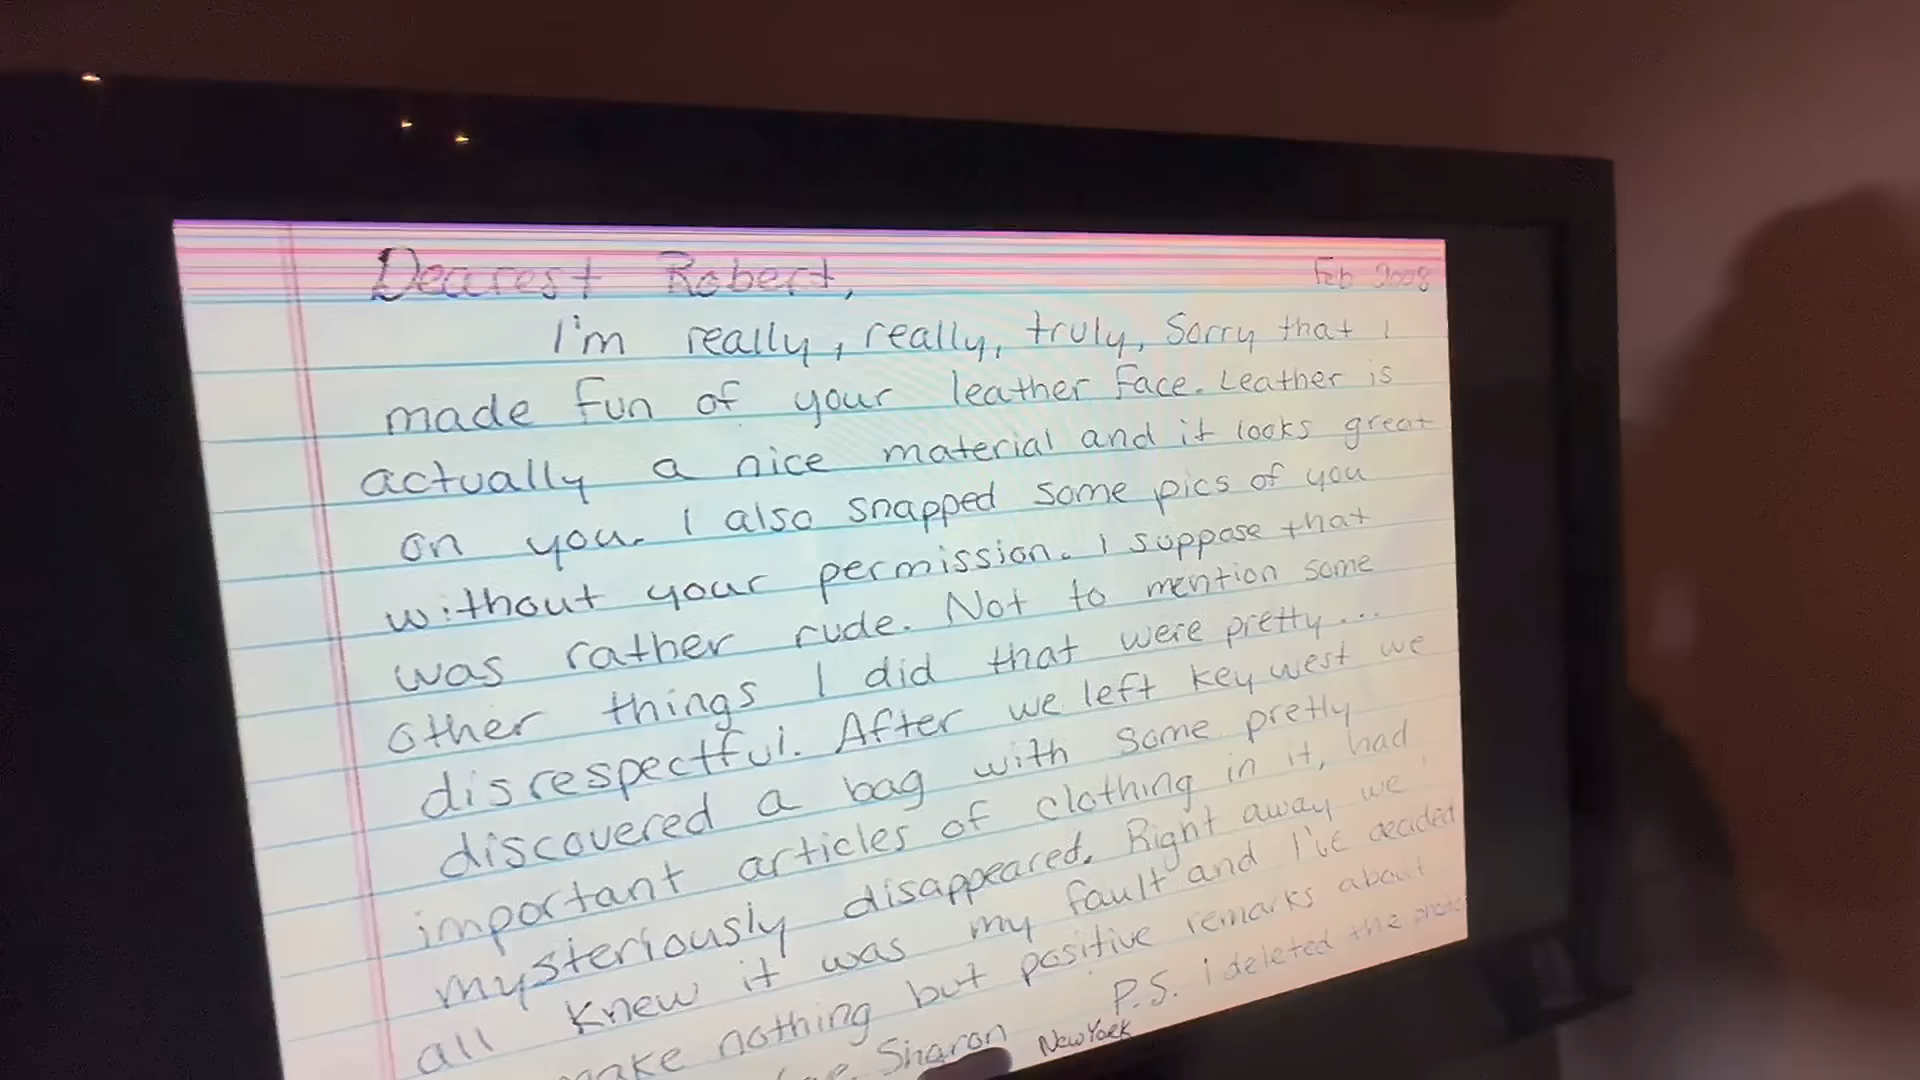 Dearest Robert,
Feb 2008
I'm really, really, truly, Sorry that I
made fun of your leather face. Leather is
actually a nice material and it looks great
on you. I also snapped some pics of you
without your permission. I suppose that
was rather rude. Not to mention some
other things I did that were pretty...
disrespectful. After we left key west we
discovered a bag with some pretty
important articles of clothing in it, had
mysteriously disappeared. Right away we
all knew it was my fault and I've decided
nothing but positive remarks about
Sharon New York P.S. I deleted the